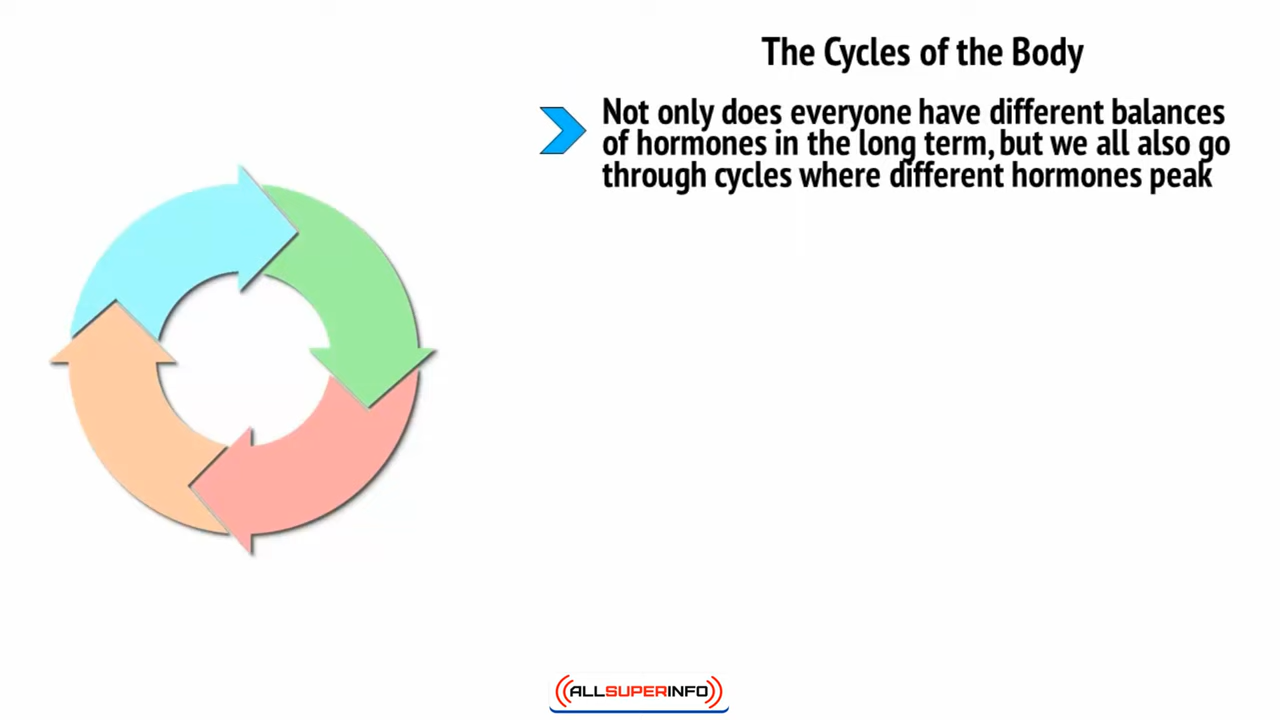 The Cycles of the Body
Not only does everyone have different balances
of hormones in the long term, but we all also go
through cycles where different hormones peak
ALLSUPERINFO